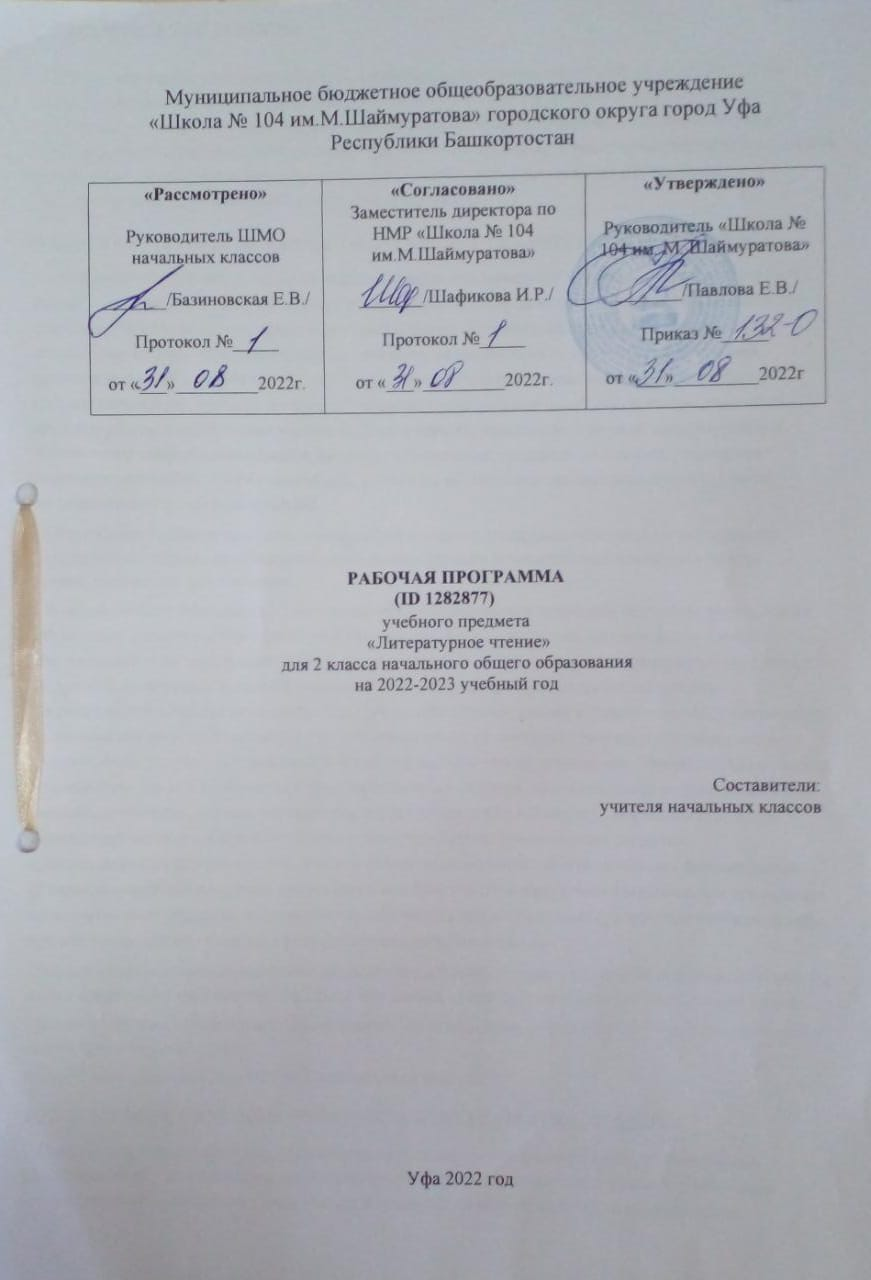 Муниципальное бюджетное общеобразовательное учреждение
«Школа № 104 им.М.Шаймуратова» городского округа город Уфа
Республики Башкортостан
«Рассмотрено»
Руководитель ШМО
начальных классов
/Базиновская Е.В./
Протокол № 1
от «31» 08 2022г.
«Согласовано»
Заместитель директора по
НМР «Школа № 104
им.М.Шаймуратова»
/Шафикова И.Р./
Протокол № 1
от «31» 08 2022г.
«Утверждено»
Руководитель «Школа №
104 им. М. Шаймуратова»
/Павлова Е.В./
Приказ № 132-О
от «31» 08 2022г
РАБОЧАЯ ПРОГРАММА
(ID 1282877)
учебного предмета
«Литературное чтение»
для 2 класса начального общего образования
на 2022-2023 учебный год
Составители:
учителя начальных классов
Уфа 2022 год